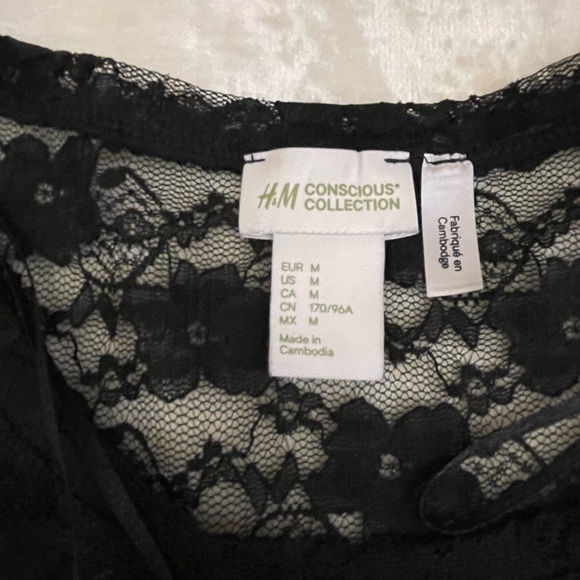 H&M CONSCIOUS*
COLLECTION
EUR M
US M
CA M
CN 170/96A
MX M
Made in
Cambodia
Fabriqué en
Cambodge